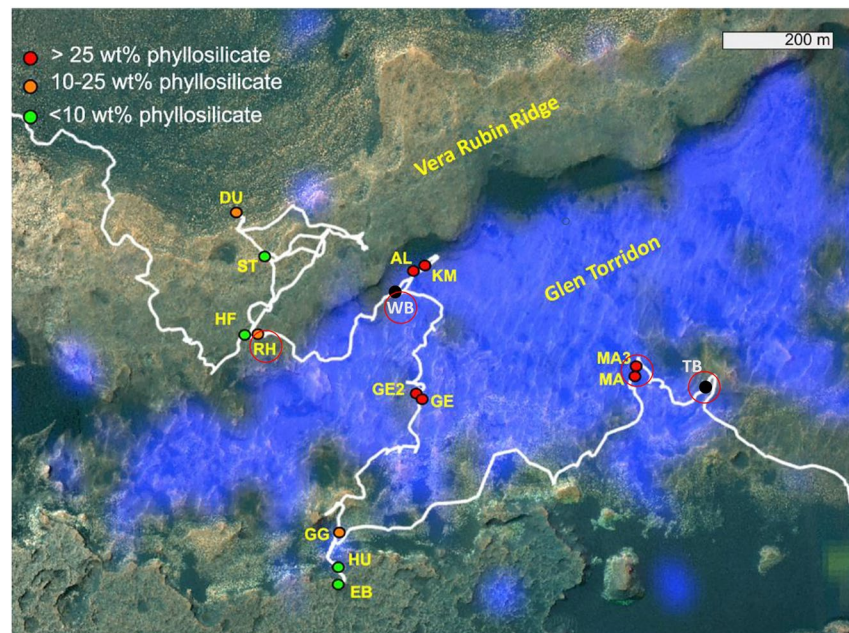 > 25 wt% phyllosilicate
200 m
10-25 wt% phyllosilicate
<10 wt% phyllosilicate
Vera Rubin Ridge
DU
ST
AL
KM
Glen Torridon
WB
HF
RH
MA3
TB
MA
GE2
GE
GG
HU
EB